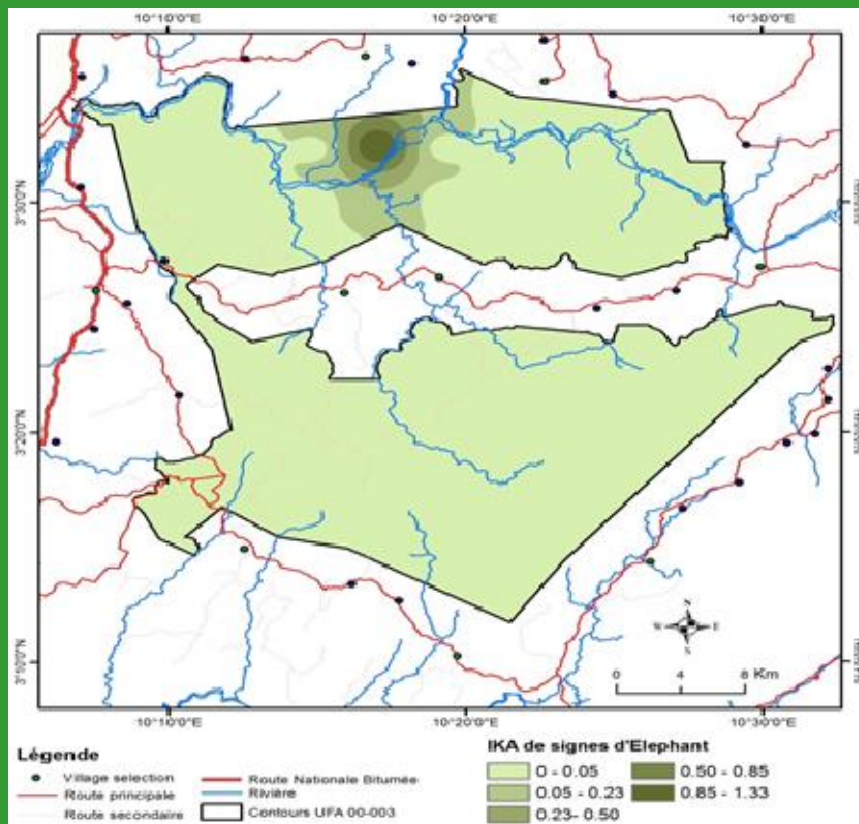 10°10'0"E 10°20'0"E 10°30'0"E
3°30'0"N
3°20'0"N
3°10'0"N
N
W E
S
0 4 8 Km
10°10'0"E 10°20'0"E 10°30'0"E
Légende
Village selection
Route principale
Route secondaire
Route Nationale Bitumée
Rivière
Contours UFA 00-003
IKA de signes d'Elephant
0 - 0.05
0.05 - 0.23
0.23- 0.50
0.50 - 0.85
0.85 - 1.33